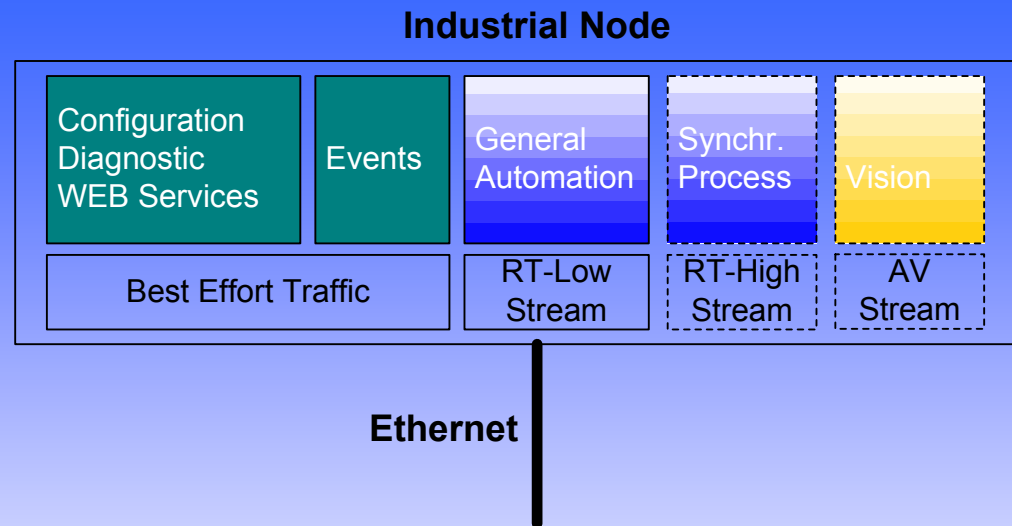 Industrial Node
Configuration
Diagnostic
WEB Services
Events
General
Automation
Synchr.
Process
Vision
Best Effort Traffic
RT-Low
Stream
RT-High
Stream
AV
Stream
Ethernet